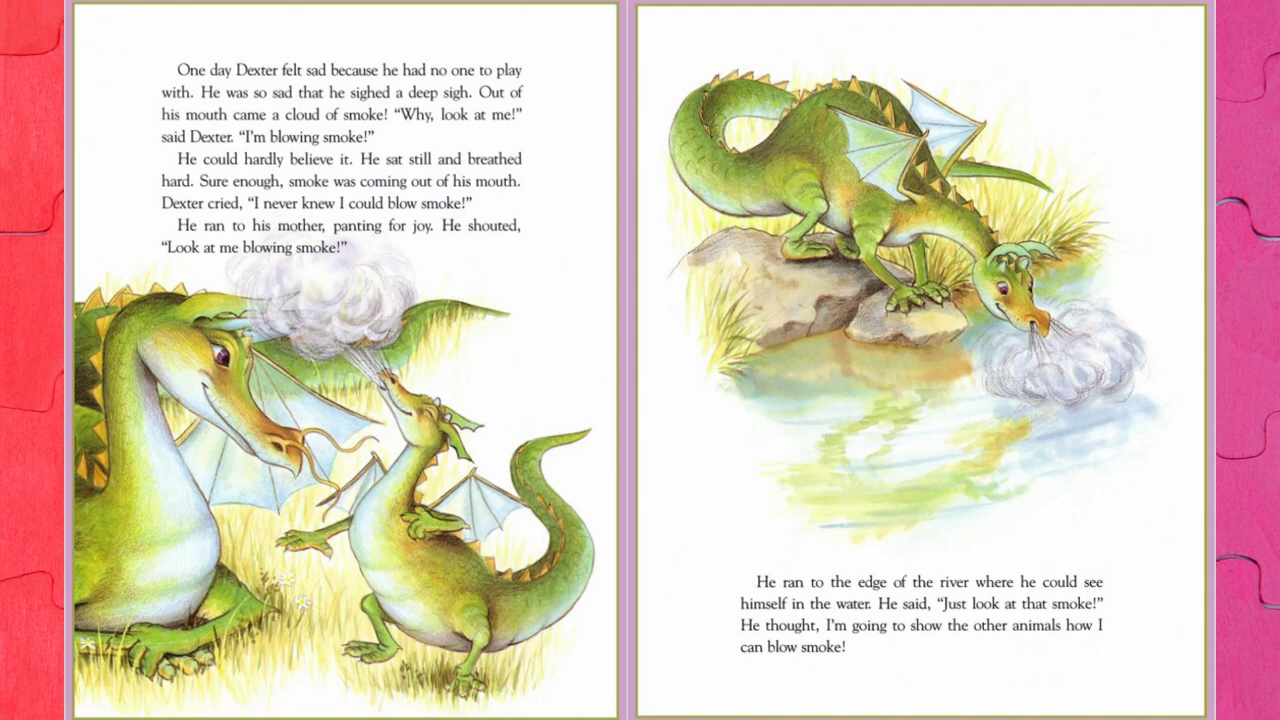 One day Dexter felt sad because he had no one to play
with. He was so sad that he sighed a deep sigh. Out of
his mouth came a cloud of smoke! “Why, look at me!”
said Dexter. “I’m blowing smoke!”
He could hardly believe it. He sat still and breathed
hard. Sure enough, smoke was coming out of his mouth.
Dexter cried, “I never knew I could blow smoke!”
He ran to his mother, panting for joy. He shouted,
“Look at me blowing smoke!”
He ran to the edge of the river where he could see
himself in the water. He said, “Just look at that smoke!”
He thought, I’m going to show the other animals how I
can blow smoke!